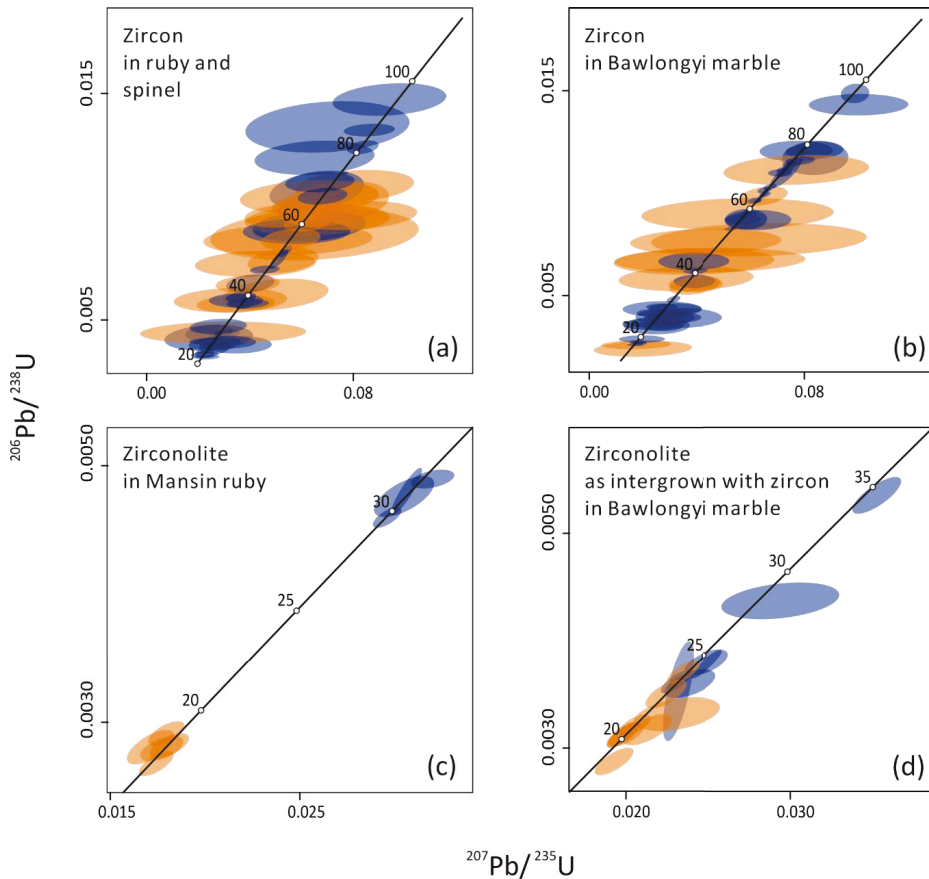 Zircon
in ruby and
spinel
100
80
60
40
20
0.015
0.005
0.00
0.08
(a)
Zircon
in Bawlongyi marble
100
80
60
40
20
0.015
0.005
0.00
0.08
(b)
206Pb/238U
Zirconolite
in Mansin ruby
30
25
20
0.0050
0.0030
0.015
0.025
(c)
Zirconolite
as intergrown with zircon
in Bawlongyi marble
35
30
25
20
0.0050
0.0030
0.020
0.030
(d)
207Pb/235U